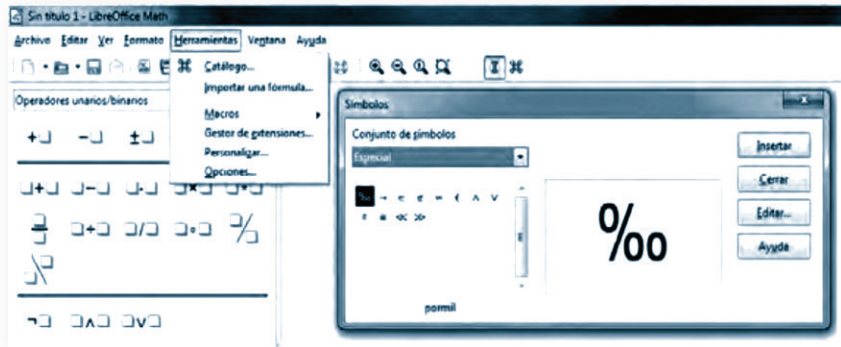 Sin título 1 - LibreOffice Math
Archivo Editar Ver Formato Herramientas Ventana Ayuda
Catálogo...
Importar una fórmula...
Macros
Gestor de extensiones...
Personalizar...
Opciones...
Operadores unarios/binarios
+□ -□ ±□
□+□ □-□ □·□ □×□ □*□
□÷□ □/□ □∘□
¬□ □∧□ □∨□
Símbolos
Conjunto de símbolos
Especial
‰
pormil
Insertar
Cerrar
Editar...
Ayuda